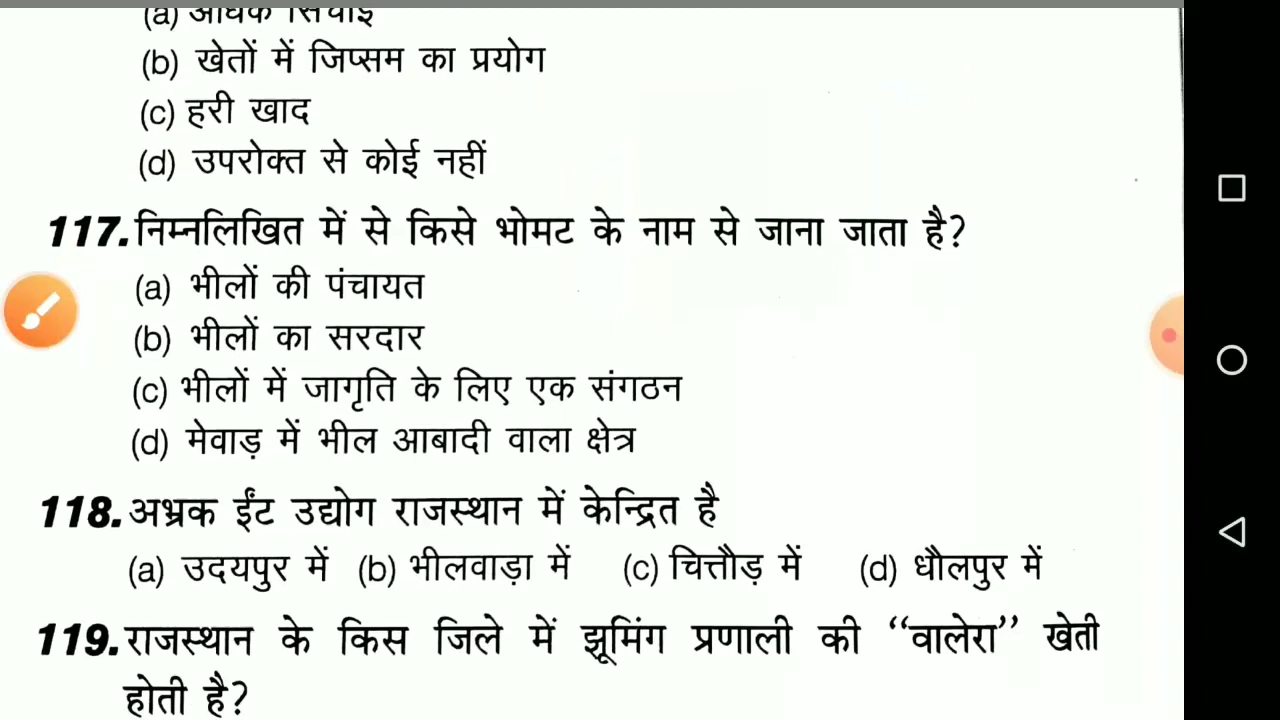 (a) अधिक सिंचाई
(b) खेतों में जिप्सम का प्रयोग
(c) हरी खाद
(d) उपरोक्त से कोई नहीं
117. निम्नलिखित में से किसे भोमट के नाम से जाना जाता है?
(a) भीलों की पंचायत
(b) भीलों का सरदार
(c) भीलों में जागृति के लिए एक संगठन
(d) मेवाड़ में भील आबादी वाला क्षेत्र
118. अभ्रक ईंट उद्योग राजस्थान में केन्द्रित है
(a) उदयपुर में (b) भीलवाड़ा में (c) चित्तौड़ में (d) धौलपुर में
119. राजस्थान के किस जिले में झूमिंग प्रणाली की “वालेरा” खेती
होती है?